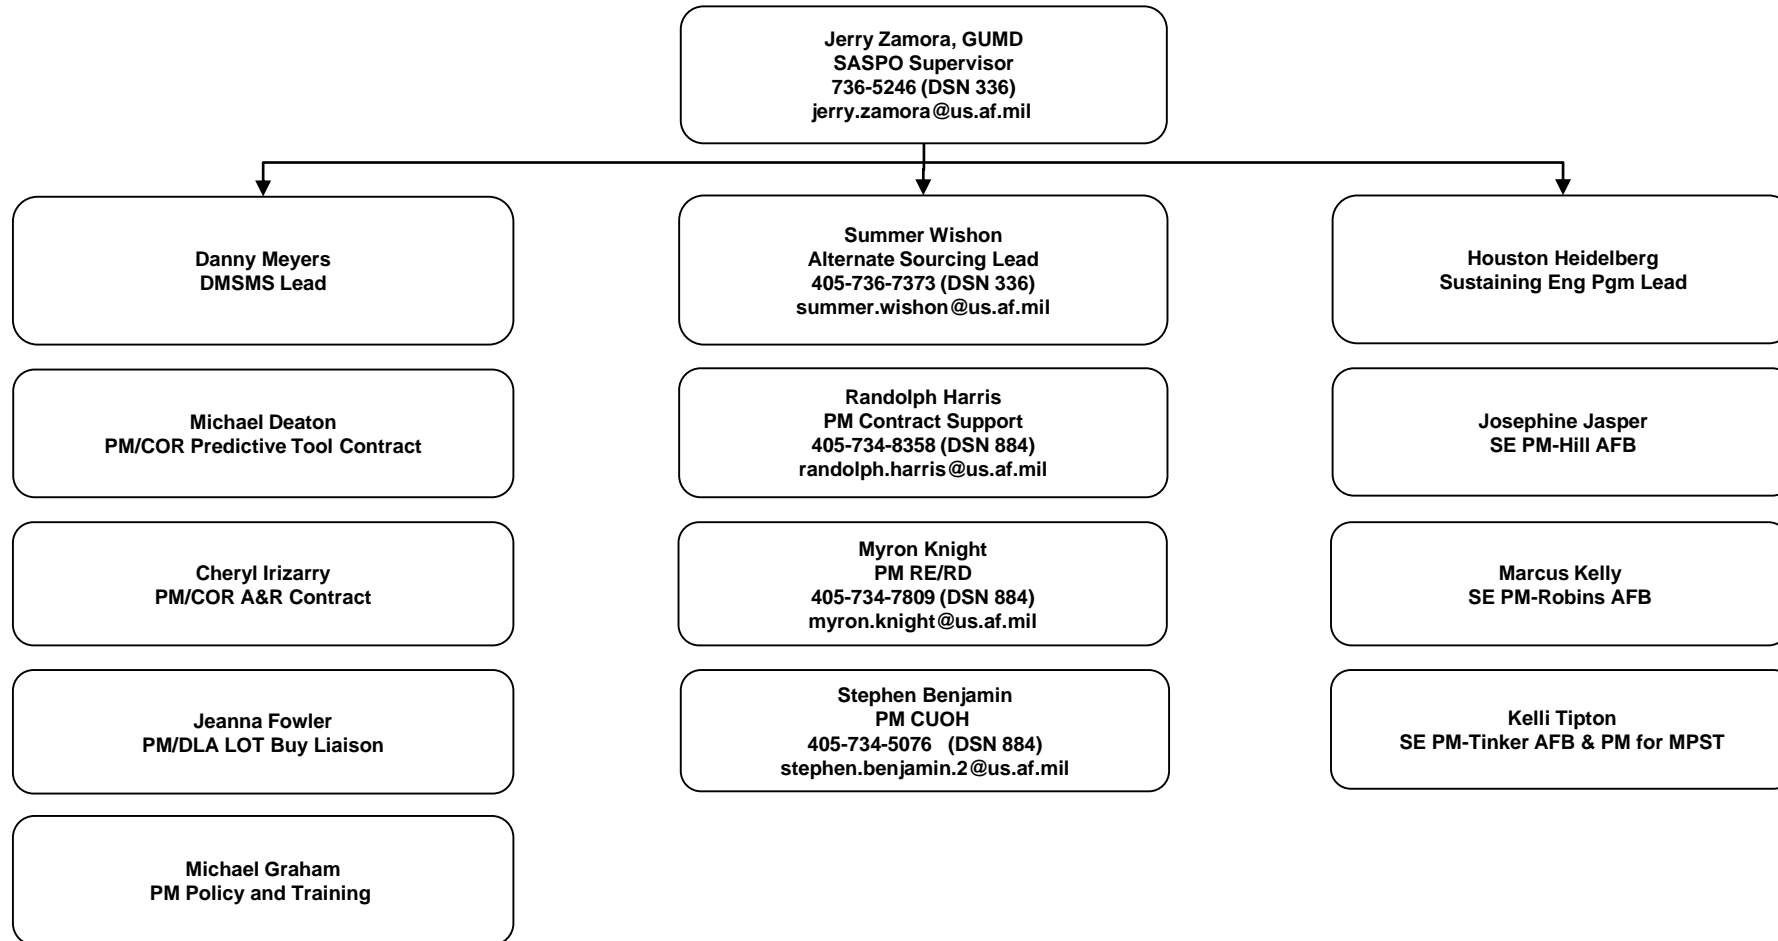 Jerry Zamora, GUMD
SASPO Supervisor
736-5246 (DSN 336)
jerry.zamora@us.af.mil
Danny Meyers
DMSMS Lead
Summer Wishon
Alternate Sourcing Lead
405-736-7373 (DSN 336)
summer.wishon@us.af.mil
Houston Heidelberg
Sustaining Eng Pgm Lead
Michael Deaton
PM/COR Predictive Tool Contract
Randolph Harris
PM Contract Support
405-734-8358 (DSN 884)
randolph.harris@us.af.mil
Josephine Jasper
SE PM-Hill AFB
Cheryl Irizarry
PM/COR A&R Contract
Myron Knight
PM RE/RD
405-734-7809 (DSN 884)
myron.knight@us.af.mil
Marcus Kelly
SE PM-Robins AFB
Jeanna Fowler
PM/DLA LOT Buy Liaison
Stephen Benjamin
PM CUOH
405-734-5076 (DSN 884)
stephen.benjamin.2@us.af.mil
Kelli Tipton
SE PM-Tinker AFB & PM for MPST
Michael Graham
PM Policy and Training